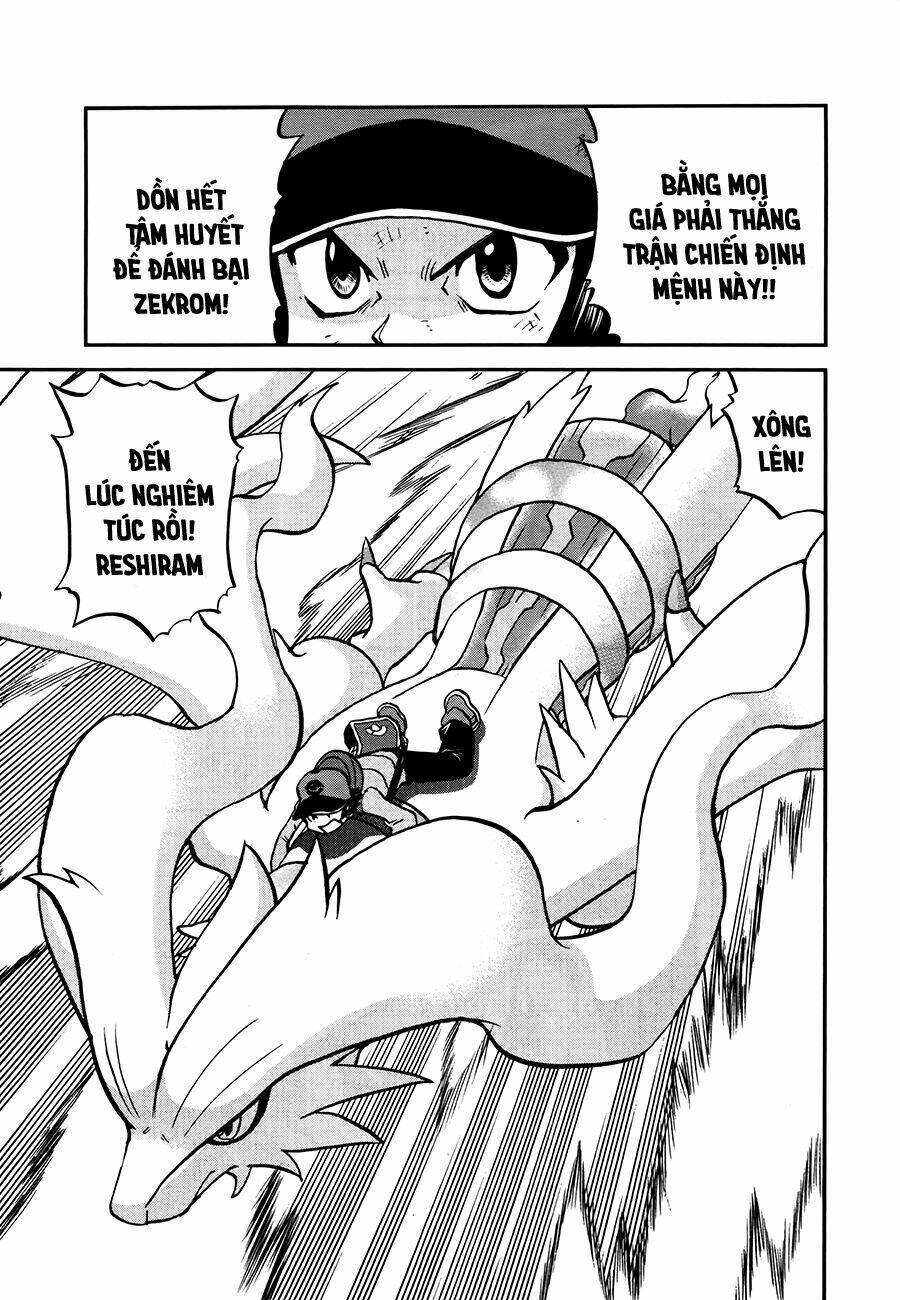 BẰNG MỌI
GIÁ PHẢI THẮNG
TRẬN CHIẾN ĐỊNH
MỆNH NÀY!!
DỒN HẾT
TÂM HUYẾT
ĐỂ ĐÁNH BẠI
ZEKROM!
XÔNG
LÊN!
ĐẾN
LÚC NGHIÊM
TÚC RỒI!
RESHIRAM